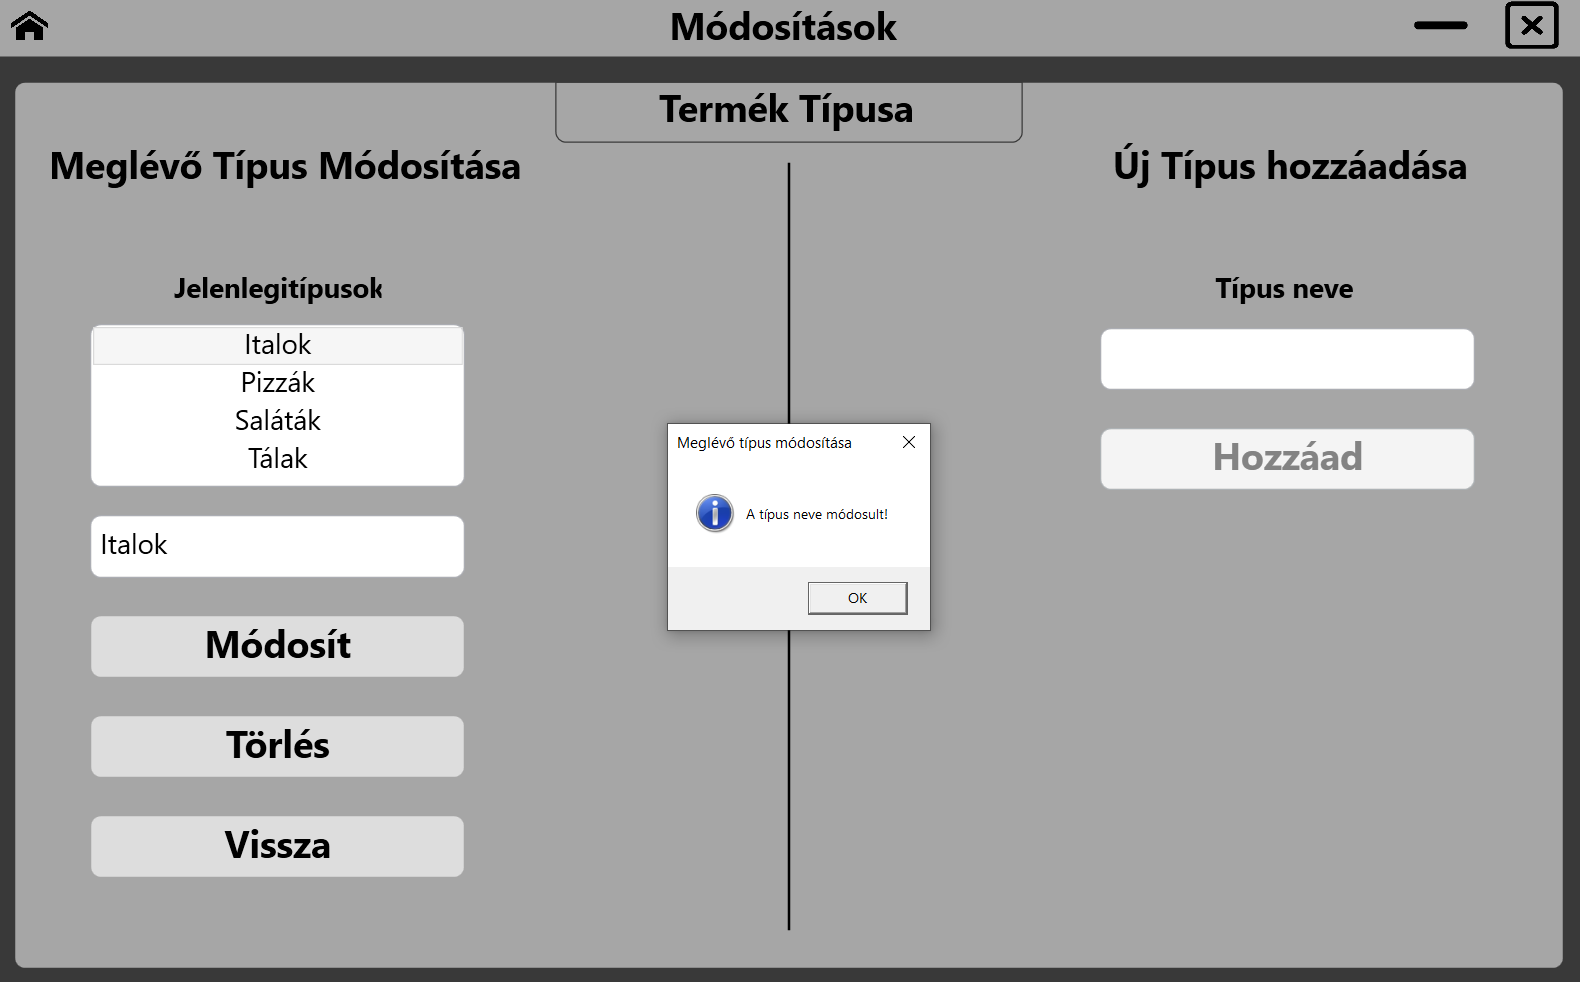 Módosítások
Termék Típusa
Meglévő Típus Módosítása
Jelenlegitípusok
Italok
Pizzák
Saláták
Tálak
Italok
Módosít
Törlés
Vissza
Meglévő típus módosítása
A típus neve módosult!
OK
Új Típus hozzáadása
Típus neve
Hozzáad